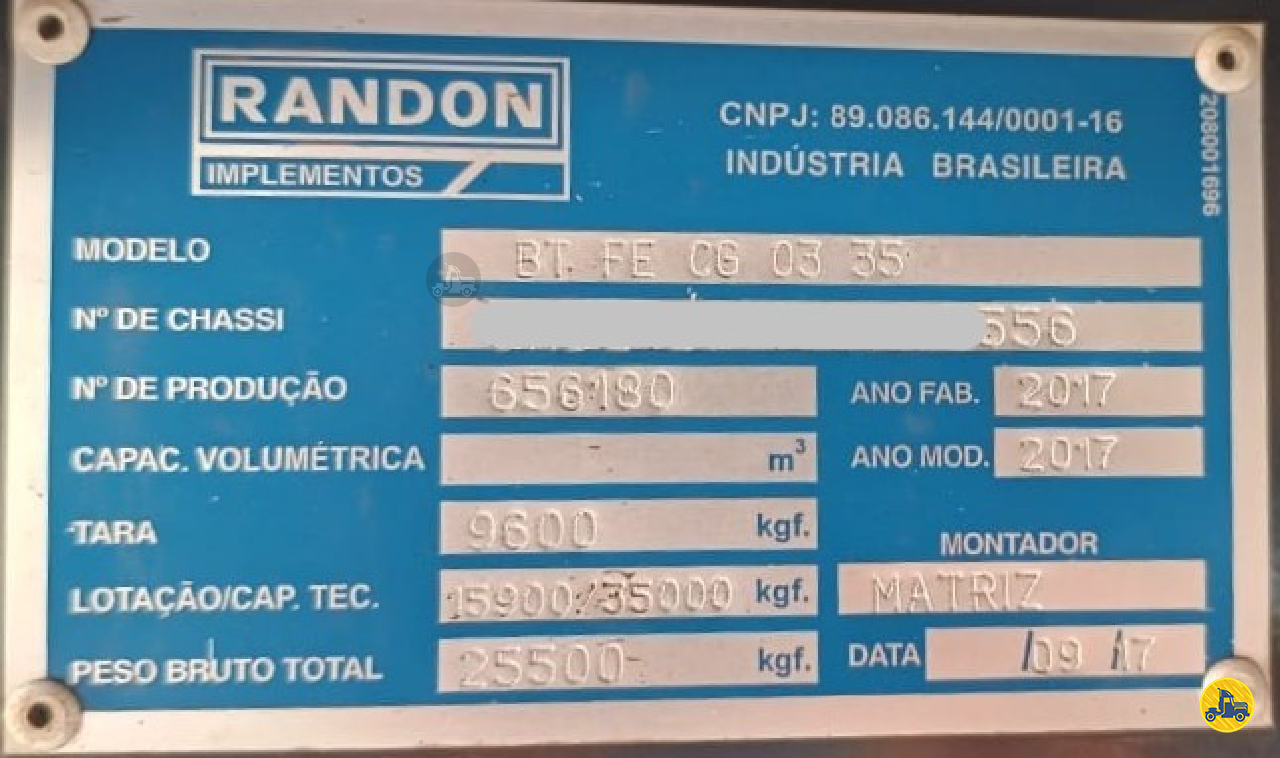 RANDON
IMPLEMENTOS
CNPJ: 89.086.144/0001-16
INDÚSTRIA BRASILEIRA
2080001696
MODELO BT FE CG 03 35
Nº DE CHASSI 556
Nº DE PRODUÇÃO 656180 ANO FAB. 2017
CAPAC. VOLUMÉTRICA - m³ ANO MOD. 2017
TARA 9600 kgf.
MONTADOR
LOTAÇÃO/CAP. TEC. 15900/35000 kgf. MATRIZ
PESO BRUTO TOTAL 25500 kgf. DATA /09 /17